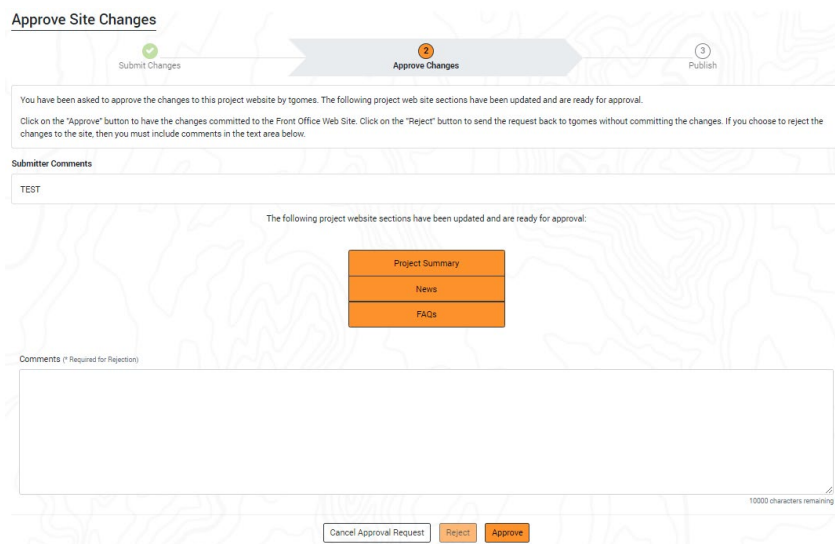 Approve Site Changes
2
3
Submit Changes
Approve Changes
Publish
You have been asked to approve the changes to this project website by tgomes. The following project web site sections have been updated and are ready for approval.
Click on the "Approve" button to have the changes committed to the Front Office Web Site. Click on the "Reject" button to send the request back to tgomes without committing the changes. If you choose to reject the
changes to the site, then you must include comments in the text area below.
Submitter Comments
TEST
The following project website sections have been updated and are ready for approval:
Project Summary
News
FAQs
Comments (* Required for Rejection)
10000 characters remaining
Cancel Approval Request
Reject
Approve